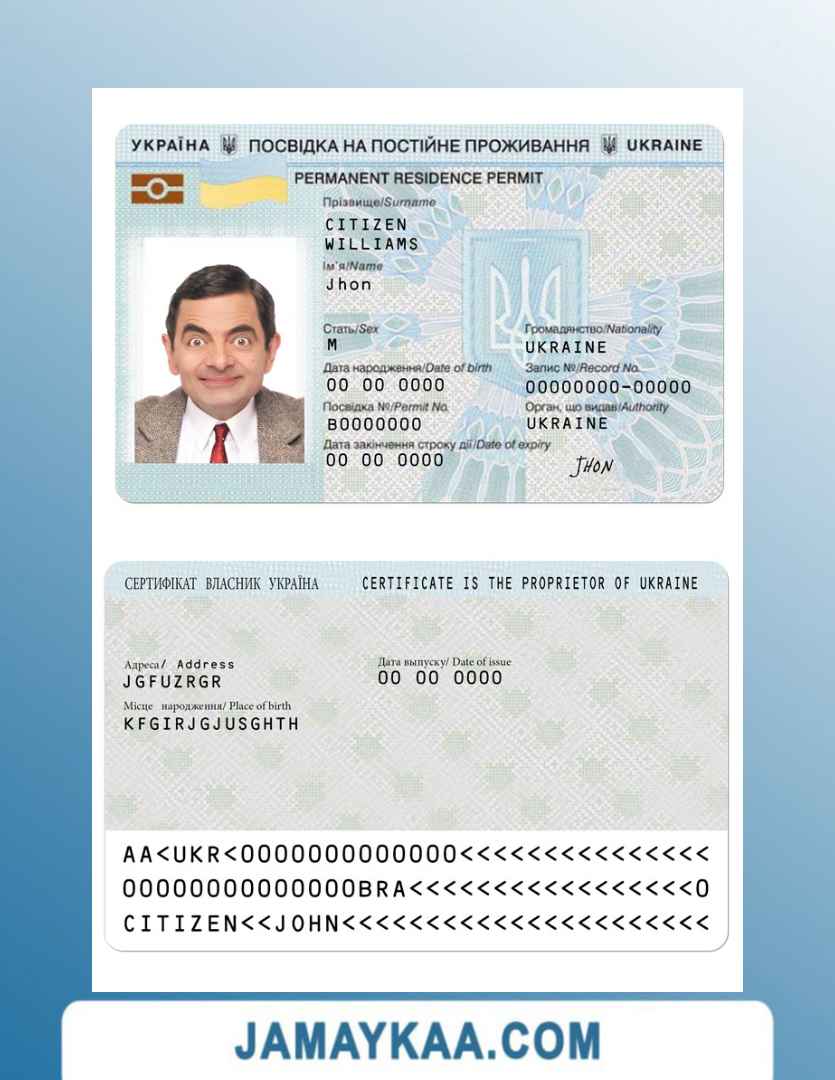 УКРАЇНА ПОСВІДКА НА ПОСТІЙНЕ ПРОЖИВАННЯ UKRAINE
PERMANENT RESIDENCE PERMIT
Прізвище/Surname
CITIZEN
WILLIAMS
Ім'я/Name
Jhon
Стать/Sex Громадянство/Nationality
M UKRAINE
Дата народження/Date of birth Запис №/Record No.
00 00 0000 00000000-00000
Посвідка №/Permit No. Орган, що видав/Authority
B0000000 UKRAINE
Дата закінчення строку дії/Date of expiry
00 00 0000 JHON
СЕРТИФІКАТ ВЛАСНИК УКРАЇНА CERTIFICATE IS THE PROPRIETOR OF UKRAINE
Адреса/ Address Дата выпуску/ Date of issue
JGFUZRGR 00 00 0000
Місце народження/ Place of birth
KFGIRJGJUSGHTH
AA<UKR<0000000000000<<<<<<<<<<<<<<<
00000000000000BRA<<<<<<<<<<<<<<<<<0
CITIZEN<<JOHN<<<<<<<<<<<<<<<<<<<<<<
JAMAYKAA.COM